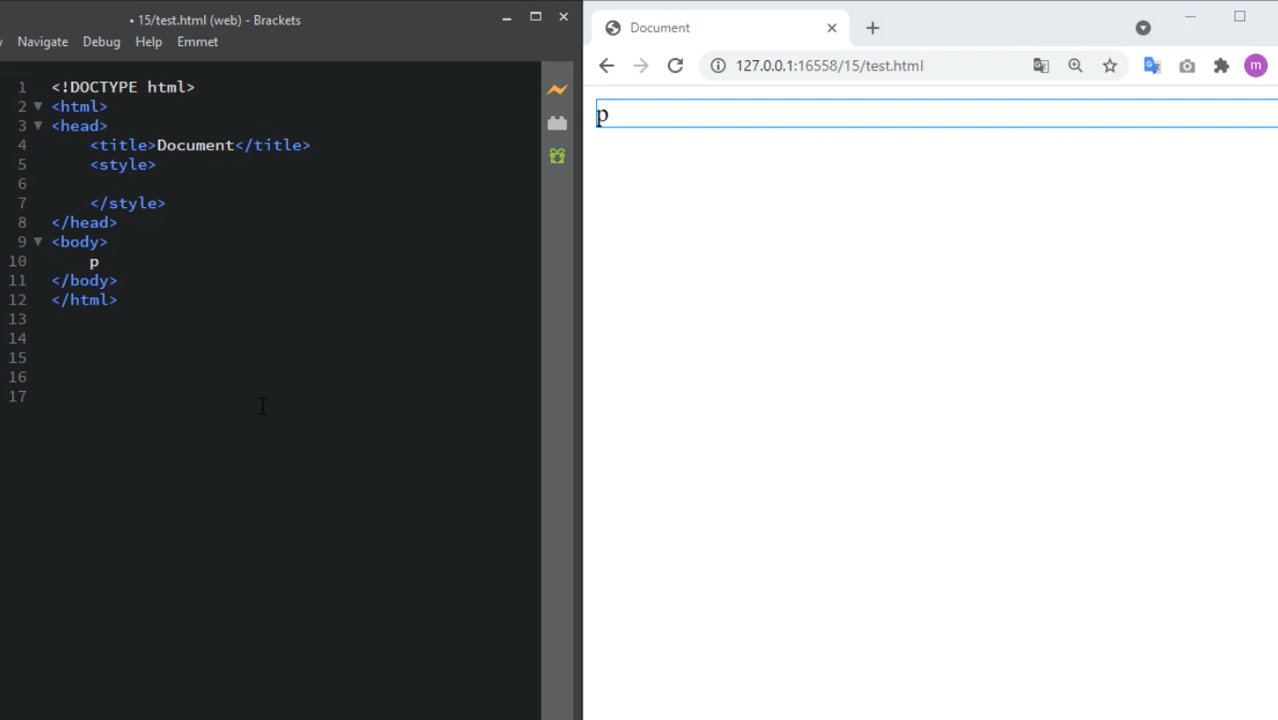 • 15/test.html (web) - Brackets
Navigate Debug Help Emmet
1 <!DOCTYPE html>
2 <html>
3 <head>
4 <title>Document</title>
5 <style>
6
7 </style>
8 </head>
9 <body>
10 p
11 </body>
12 </html>
13
14
15
16
17
Document
127.0.0.1:16558/15/test.html
m
p